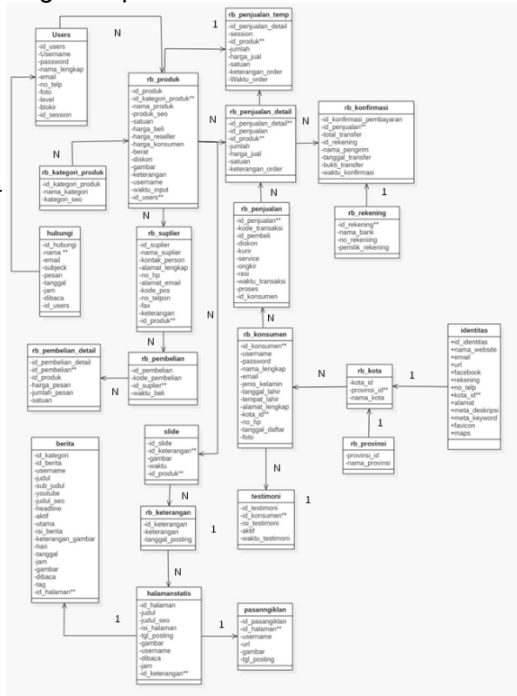 rb_penjualan_temp
-id_penjualan_detail
-session
-id_produk**
-jumlah
-harga_jual
-satuan
-keterangan_order
-Waktu_order
1
N
Users
-id_users
-Username
-password
-nama_lengkap
-email
-no_telp
-foto
-level
-blokir
-id_session
rb_produk
-id_produk
-id_kategori_produk**
-nama_produk
-produk_seo
-satuan
-harga_beli
-harga_reseller
-harga_konsumen
-berat
-diskon
-gambar
-keterangan
-username
-waktu_input
-id_users**
N
rb_penjualan_detail
-id_penjualan_detail**
-id_penjualan
-id_produk**
-jumlah
-harga_jual
-satuan
-keterangan_order
N
rb_konfirmasi
-id_konfirmasi_pembayaran
-id_penjualan**
-total_transfer
-id_rekening
-nama_pengirim
-tanggal_transfer
-bukti_transfer
-waktu_konfirmasi
N
rb_kategori_produk
-id_kategori_produk
-nama_kategori
-kategori_seo
N
N
1
rb_penjualan
-id_penjualan**
-kode_transaksi
-id_pembeli
-diskon
-kurir
-service
-ongkir
-resi
-waktu_transaksi
-proses
-id_konsumen
rb_rekening
-id_rekening**
-nama_bank
-no_rekening
-pemilik_rekening
hubungi
-id_hubungi
-nama **
-email
-subjeck
-pesan
-tanggal
-jam
-dibaca
-id_users
rb_suplier
-id_suplier
-nama_suplier
-kontak_person
-alamat_lengkap
-no_hp
-alamat_email
-kode_pos
-no_telpon
-fax
-keterangan
-id_produk**
N
N
N
rb_pembelian_detail
-id_pembelian_detail
-id_pembelian**
-id_produk
-harga_pesan
-jumlah_pesan
-satuan
N
rb_pembelian
-id_pembelian
-kode_pembelian
-id_suplier**
-waktu_beli
rb_konsumen
-id_konsumen**
-username
-password
-nama_lengkap
-email
-jenis_kelamin
-tanggal_lahir
-tempat_lahir
-alamat_lengkap
-kota_id**
-no_hp
-tanggal_daftar
-foto
N
rb_kota
-kota_id
-provinsi_id**
-nama_kota
1
identitas
+id_identitas
+nama_website
+email
+url
+facebook
+rekening
+no_telp
+kota_id**
+alamat
+meta_deskripsi
+meta_keyword
+favicon
+maps
1
rb_provinsi
-provinsi_id
-nama_provinsi
berita
-id_kategori
-id_berita
-username
-judul
-sub_judul
-youtube
-judul_seo
-headline
-aktif
-utama
-isi_berita
-keterangan_gambar
-hari
-tanggal
-jam
-gambar
-dibaca
-tag
-id_halaman**
slide
-id_slide
-id_keterangan**
-gambar
-waktu
-id_produk**
N
N
testimoni
-id_testimoni
-id_konsumen**
-isi_testimoni
-aktif
-waktu_testimoni
1
rb_keterangan
-id_keterangan
-keterangan
-tanggal_posting
1
N
halamanstatis
-id_halaman
-judul
-judul_seo
-isi_halaman
-tgl_posting
-gambar
-username
-dibaca
-jam
-id_keterangan**
1
1
pasanngiklan
-id_pasangiklan
-id_halaman**
-username
-url
-gambar
-tgl_posting